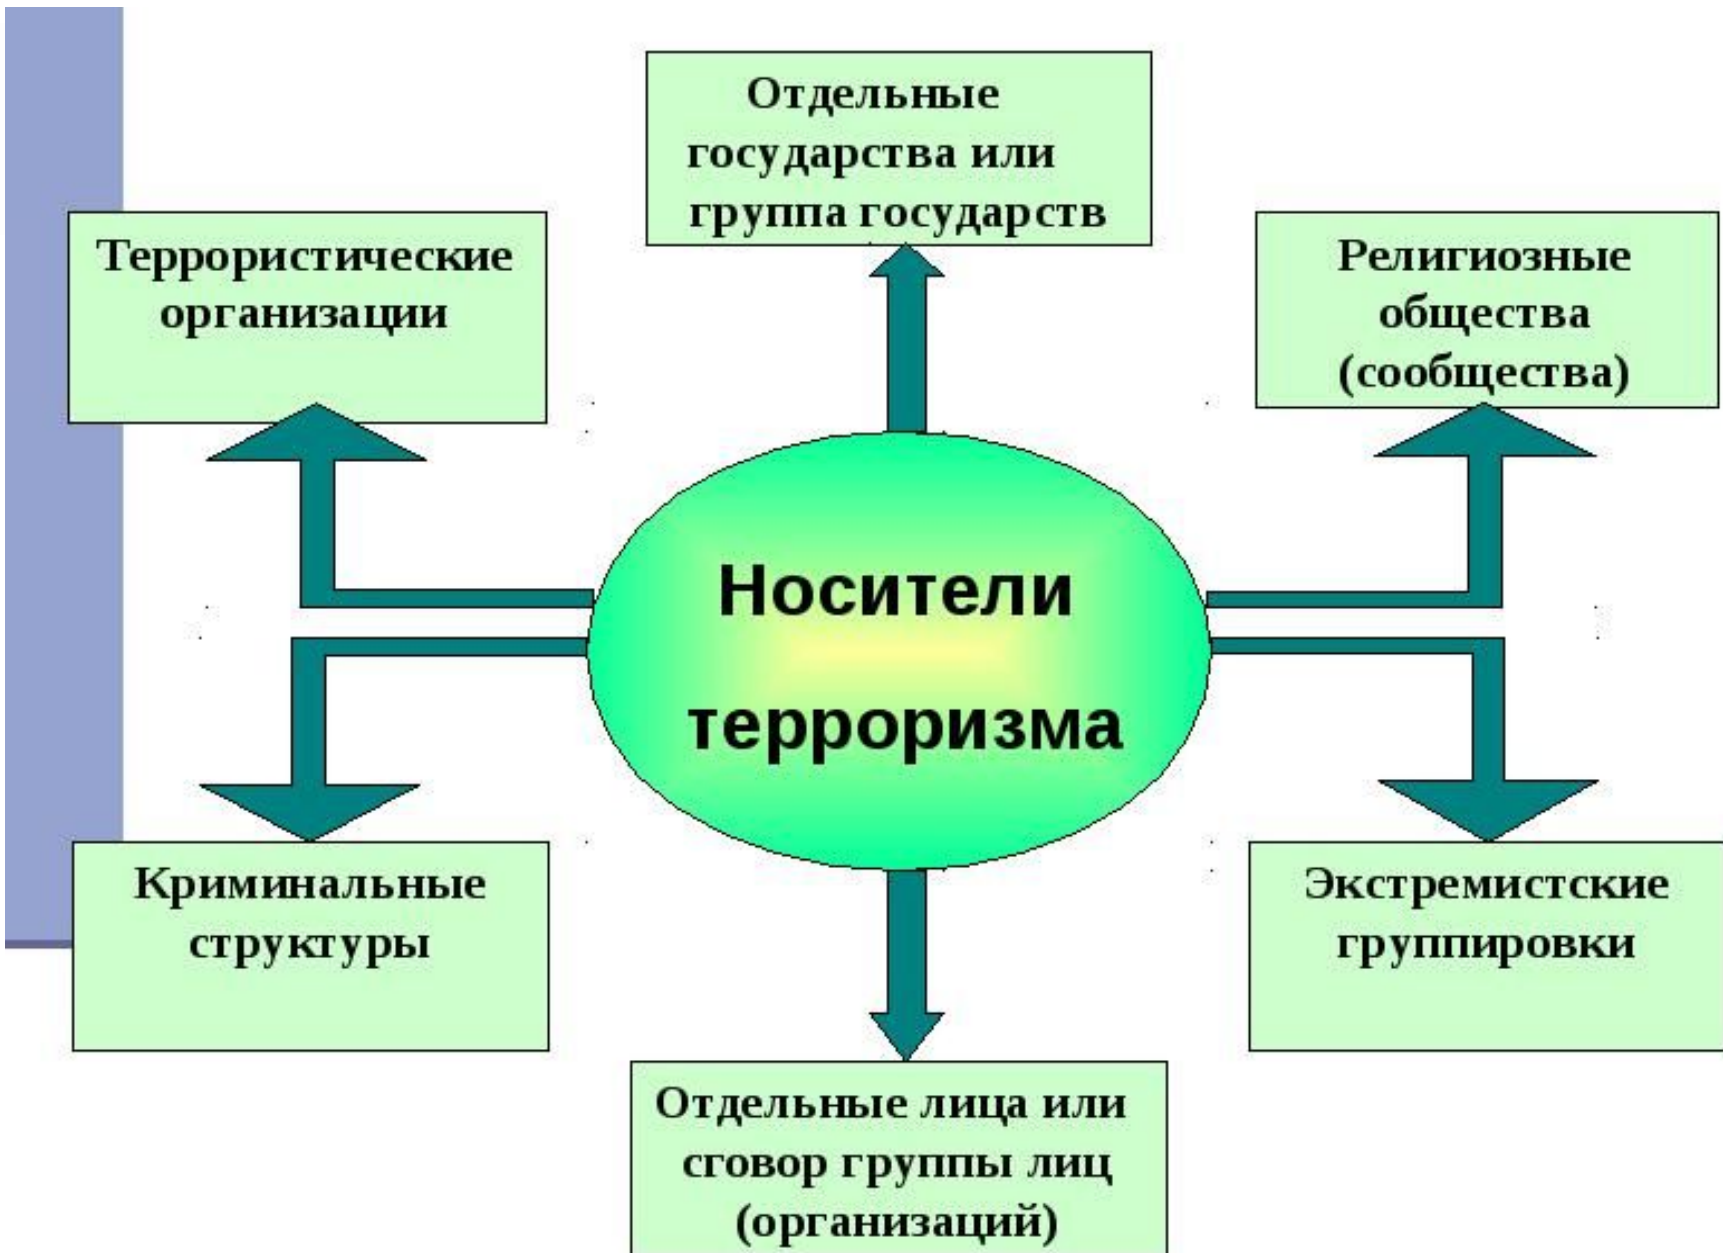 Отдельные
государства или
группа государств
Террористические
организации
Религиозные
общества
(сообщества)
Носители
терроризма
Криминальные
структуры
Экстремистские
группировки
Отдельные лица или
сговор группы лиц
(организаций)